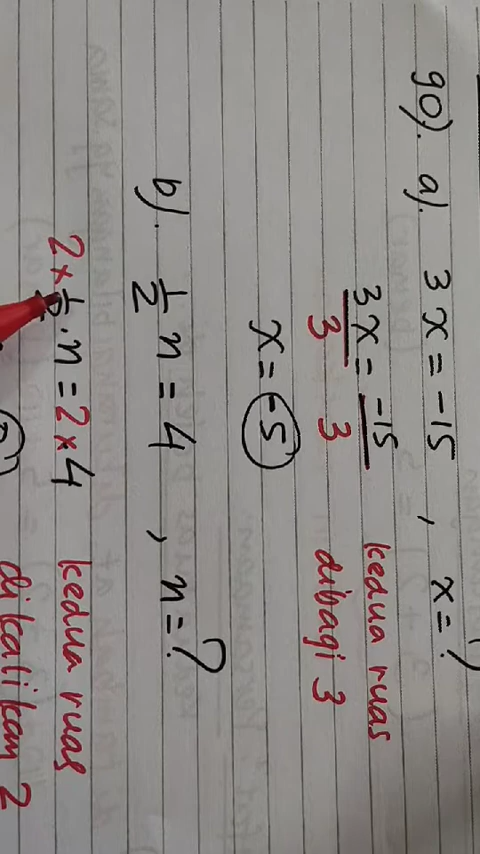 90). a). 3x = -15 , x = ?
3x/3 = -15/3 kedua ruas
dibagi 3
x = -5
b). 1/2 n = 4 , n = ?
2 x 1/2 . n = 2 x 4 kedua ruas
dikalikan 2